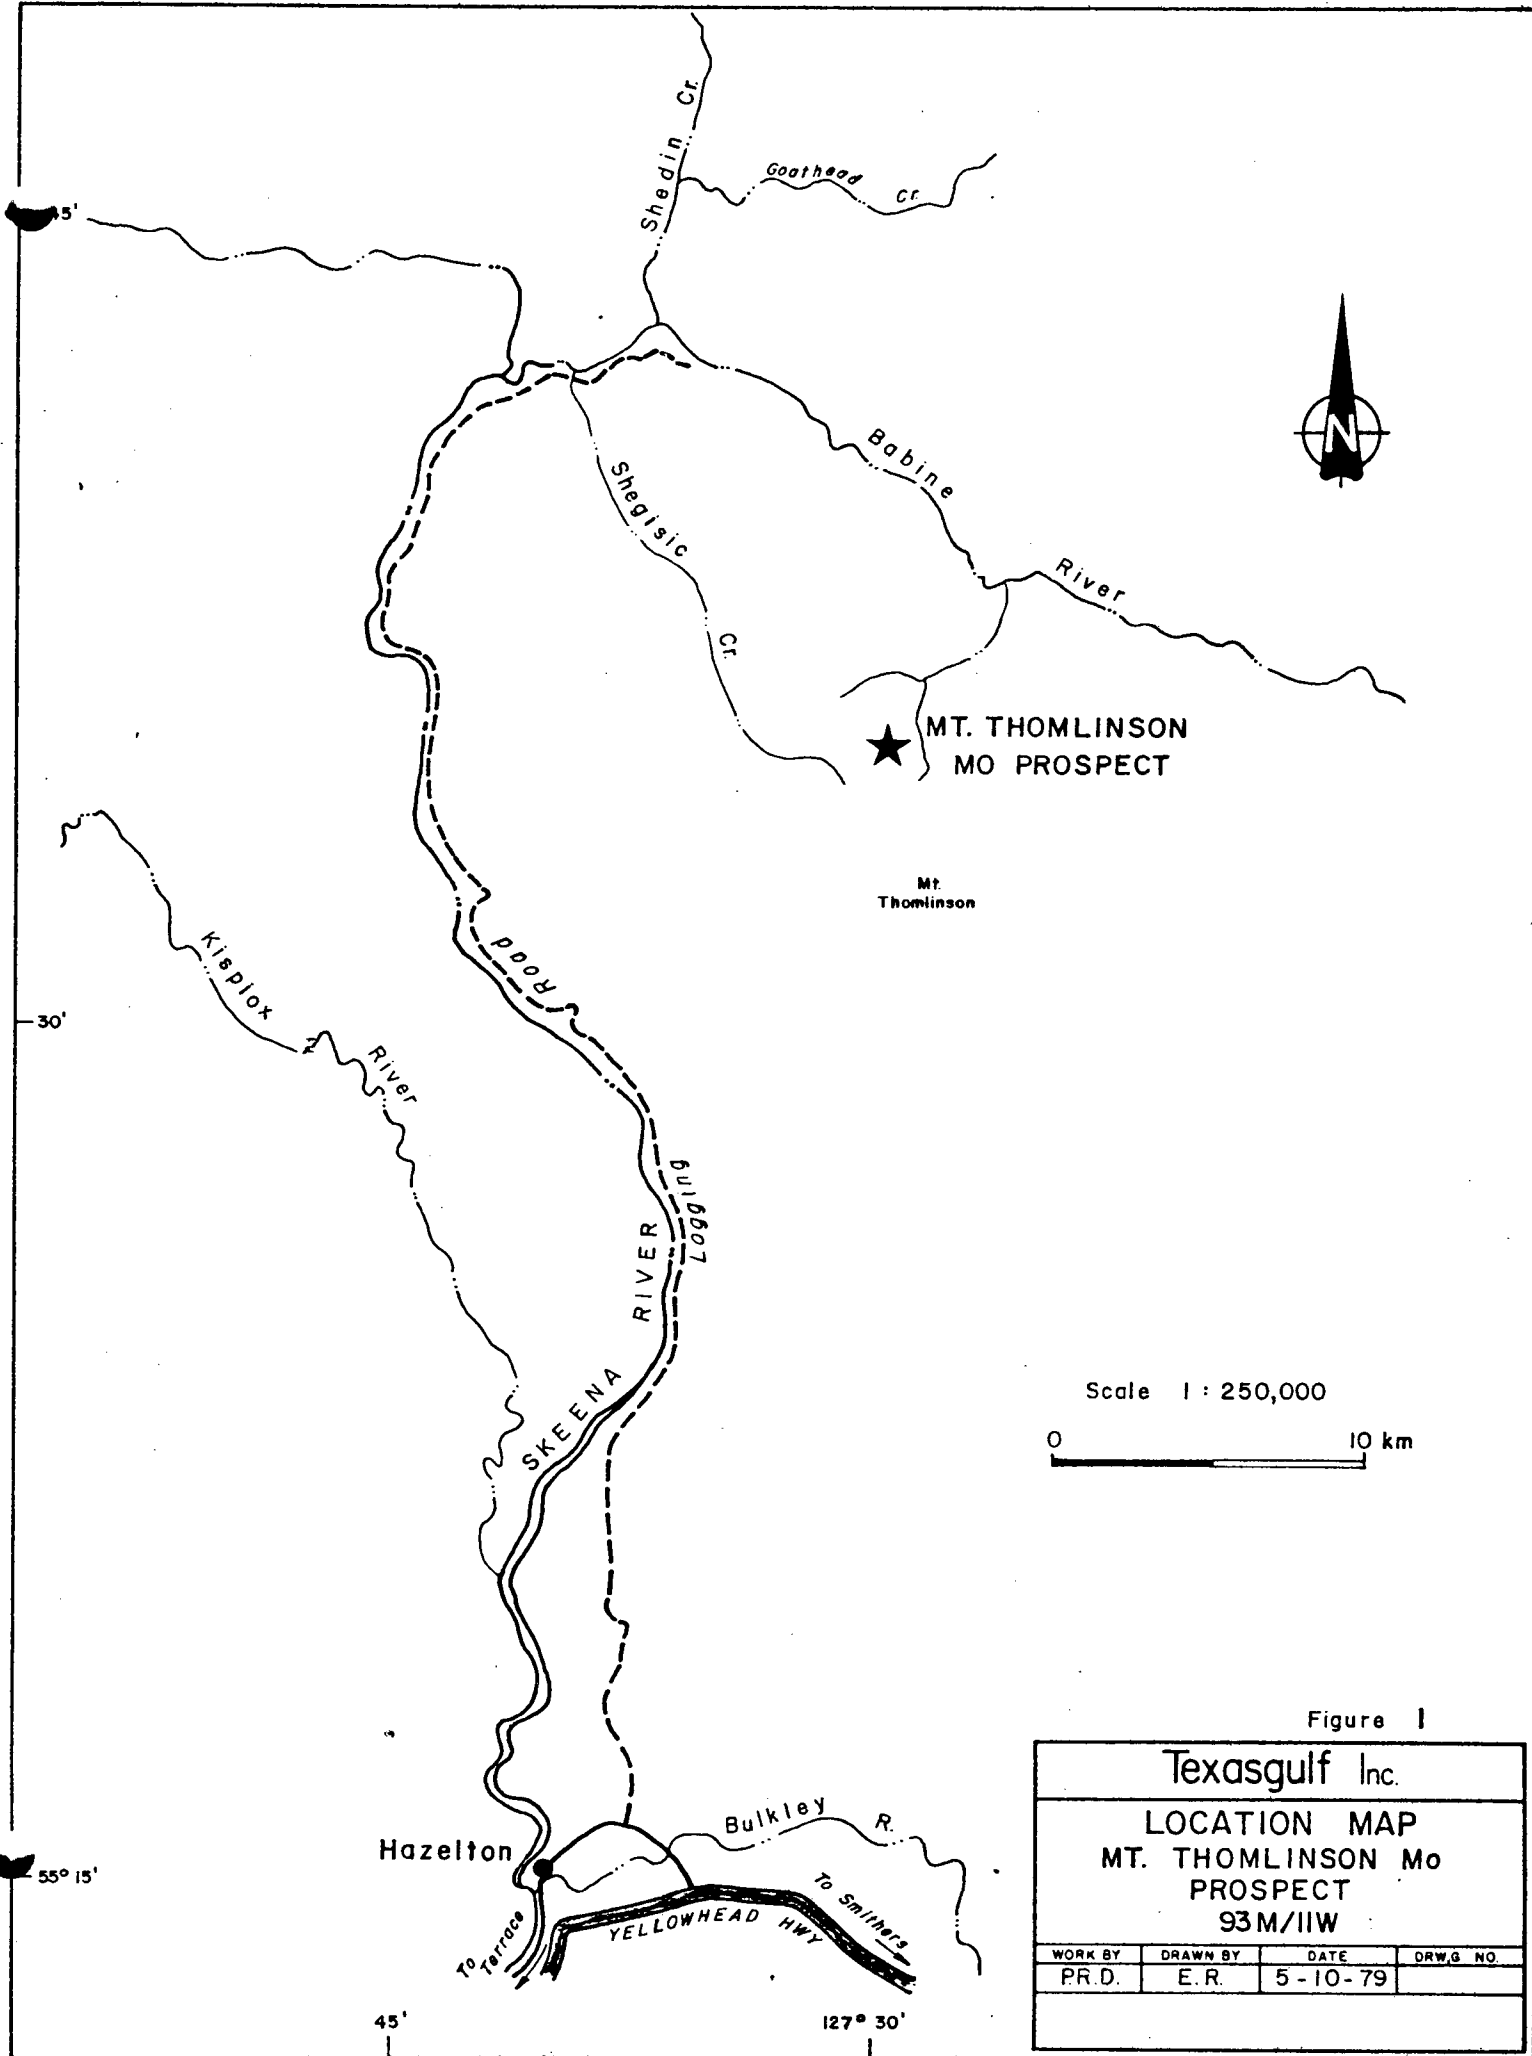 Shedin Cr.
Goathead Cr.
45'
N
Babine River
Shegisic Cr.
MT. THOMLINSON
MO PROSPECT
Mt.
Thomlinson
Kispiox River
30'
Logging Road
SKEENA RIVER
Scale 1 : 250,000
0 10 km
Hazelton
Bulkley R.
55° 15'
To Terrace
YELLOWHEAD HWY
To Smithers
45'
127° 30'
Figure 1
Texasgulf Inc.
LOCATION MAP
MT. THOMLINSON Mo
PROSPECT
93M/11W
WORK BY DRAWN BY DATE DRW,G NO.
P.R.D. E.R. 5-10-79